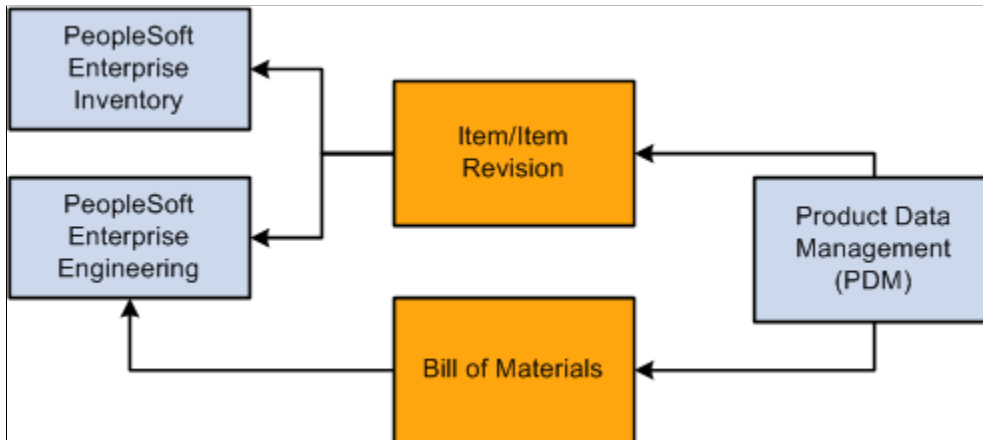 PeopleSoft
Enterprise
Inventory
Item/Item
Revision
PeopleSoft
Enterprise
Engineering
Product Data
Management
(PDM)
Bill of Materials